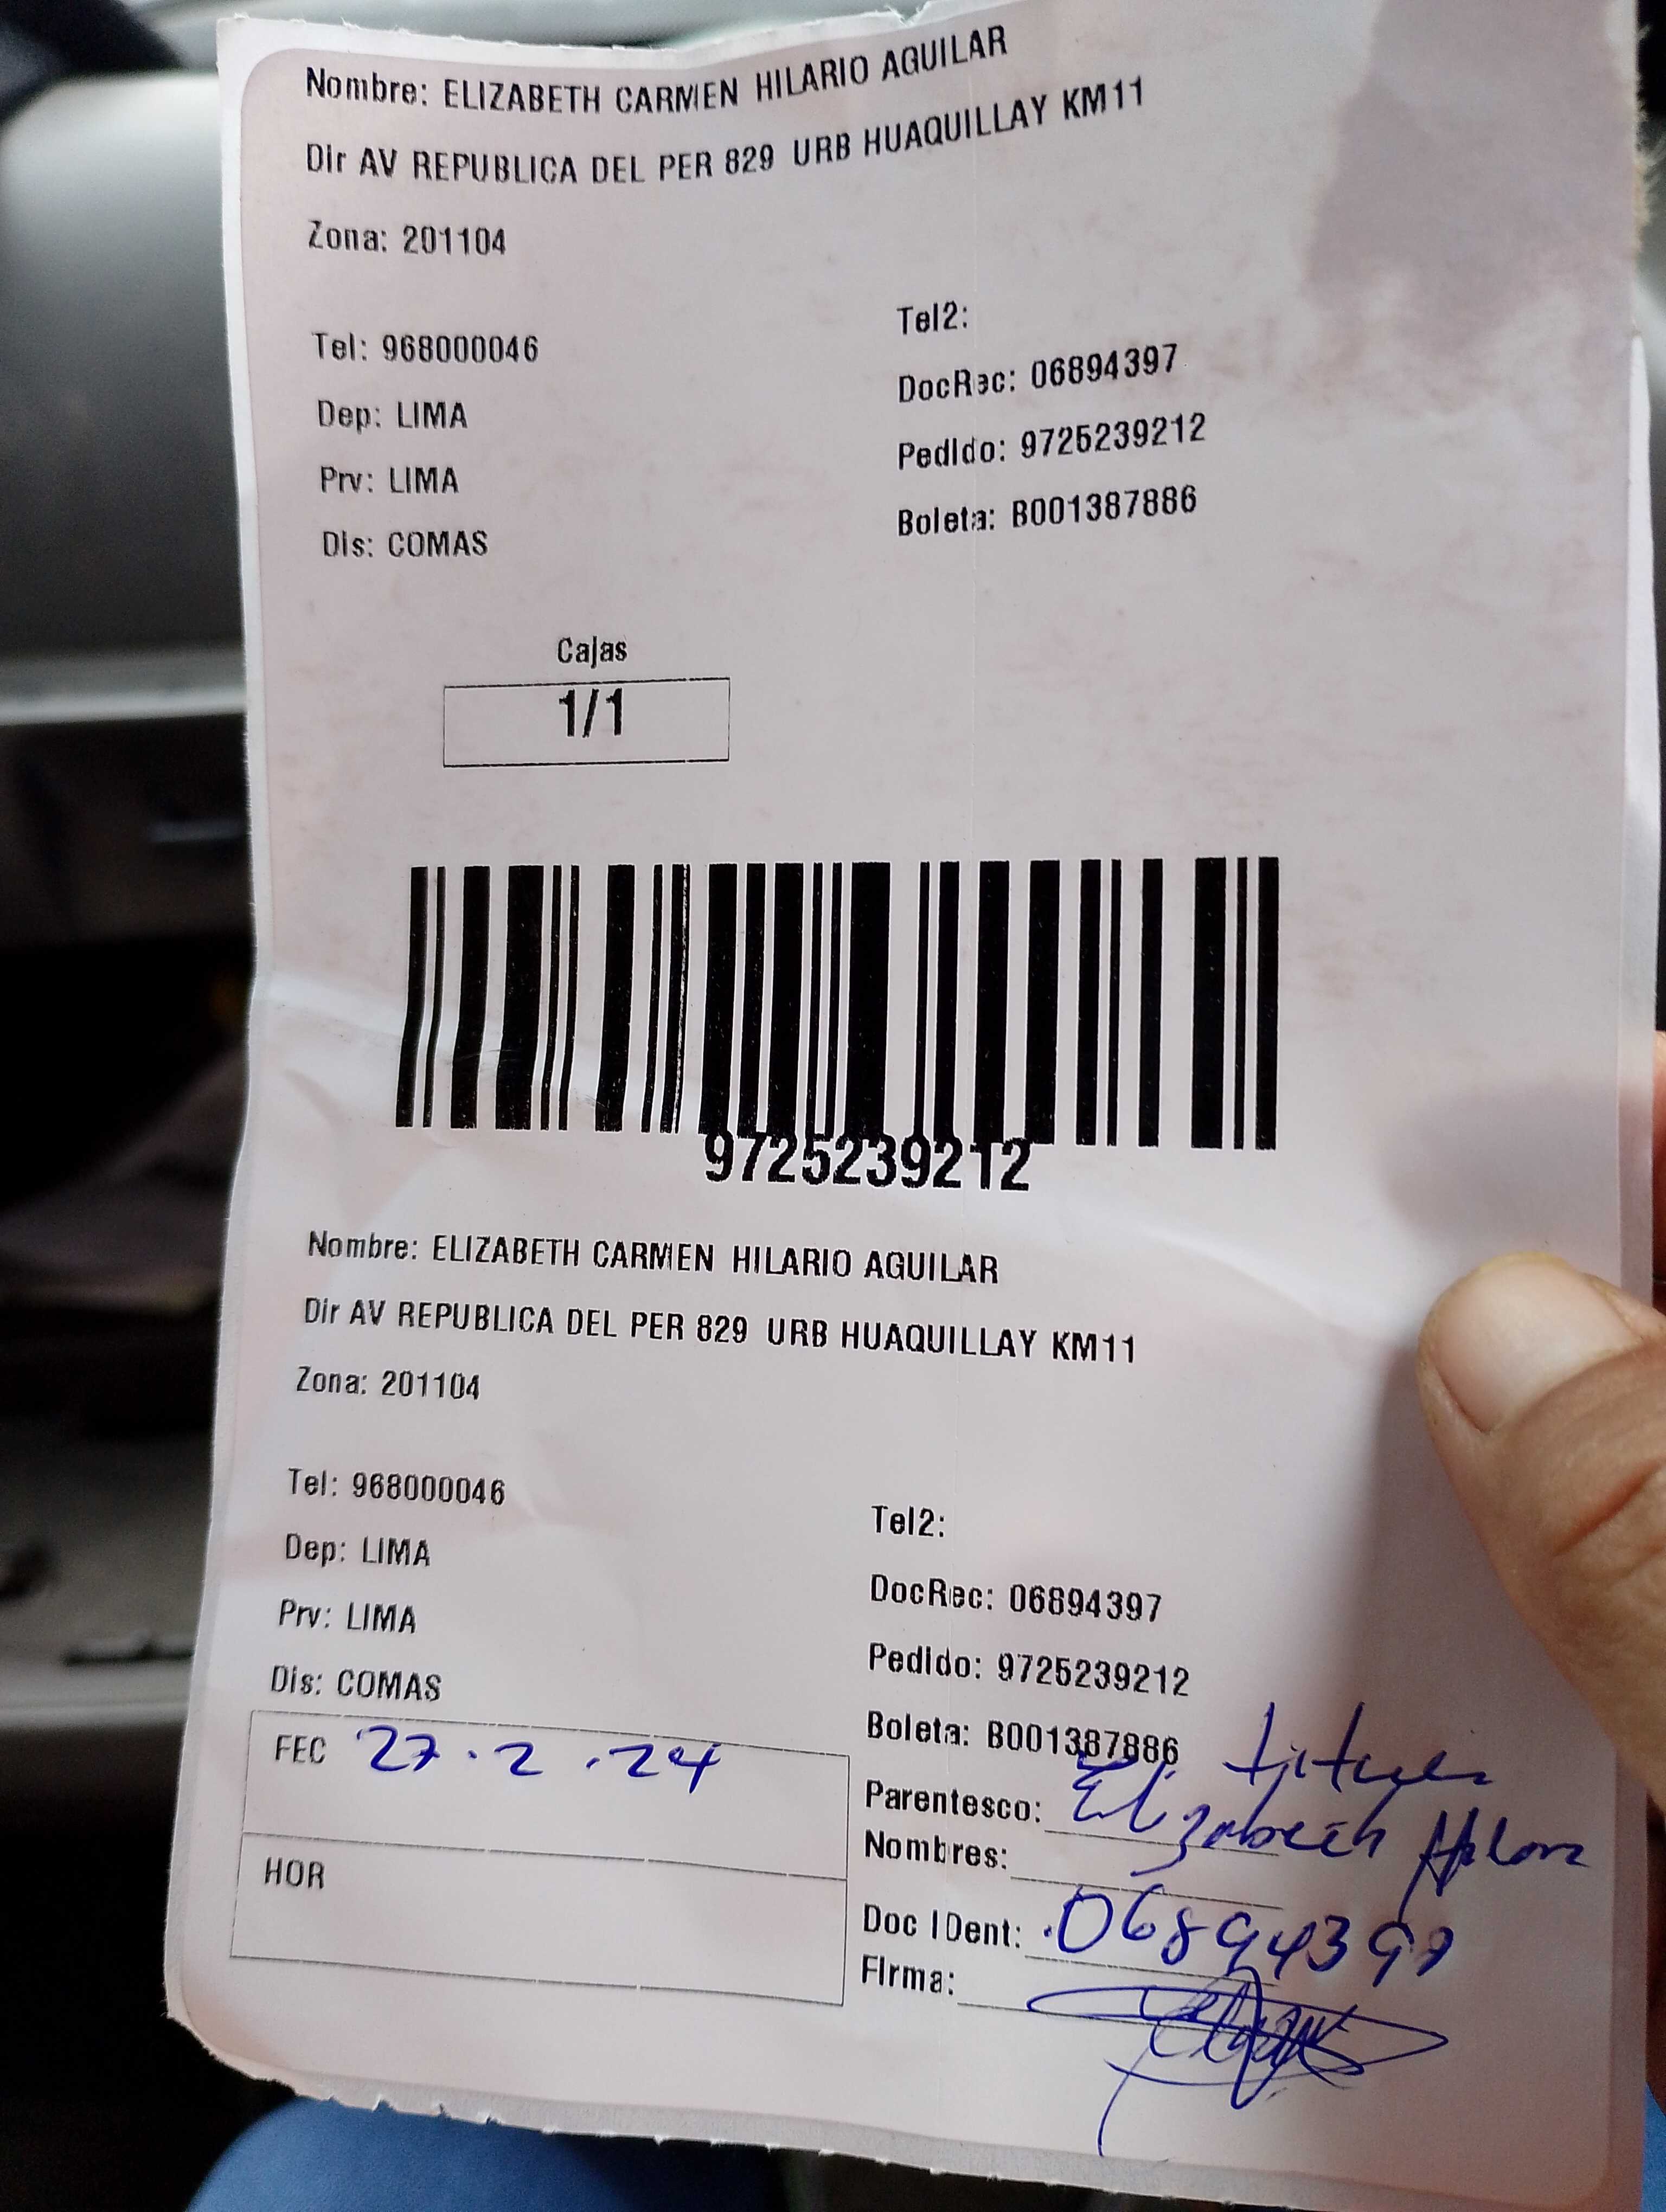 Nombre: ELIZABETH CARMEN HILARIO AGUILAR
Dir AV REPUBLICA DEL PER 829 URB HUAQUILLAY KM11
Zona: 201104
Tel: 968000046
Tel2:
Dep: LIMA
DocRec: 06894397
Prv: LIMA
Pedido: 9725239212
Dis: COMAS
Boleta: B001387886
Cajas
1/1
9725239212
Nombre: ELIZABETH CARMEN HILARIO AGUILAR
Dir AV REPUBLICA DEL PER 829 URB HUAQUILLAY KM11
Zona: 201104
Tel: 968000046
Tel2:
Dep: LIMA
DocRec: 06894397
Prv: LIMA
Pedido: 9725239212
Dis: COMAS
Boleta: B001387886
FEC 27.2.24
Parentesco:
Nombres: Elizabeth
HOR
Doc IDent: 06894397
Firma: